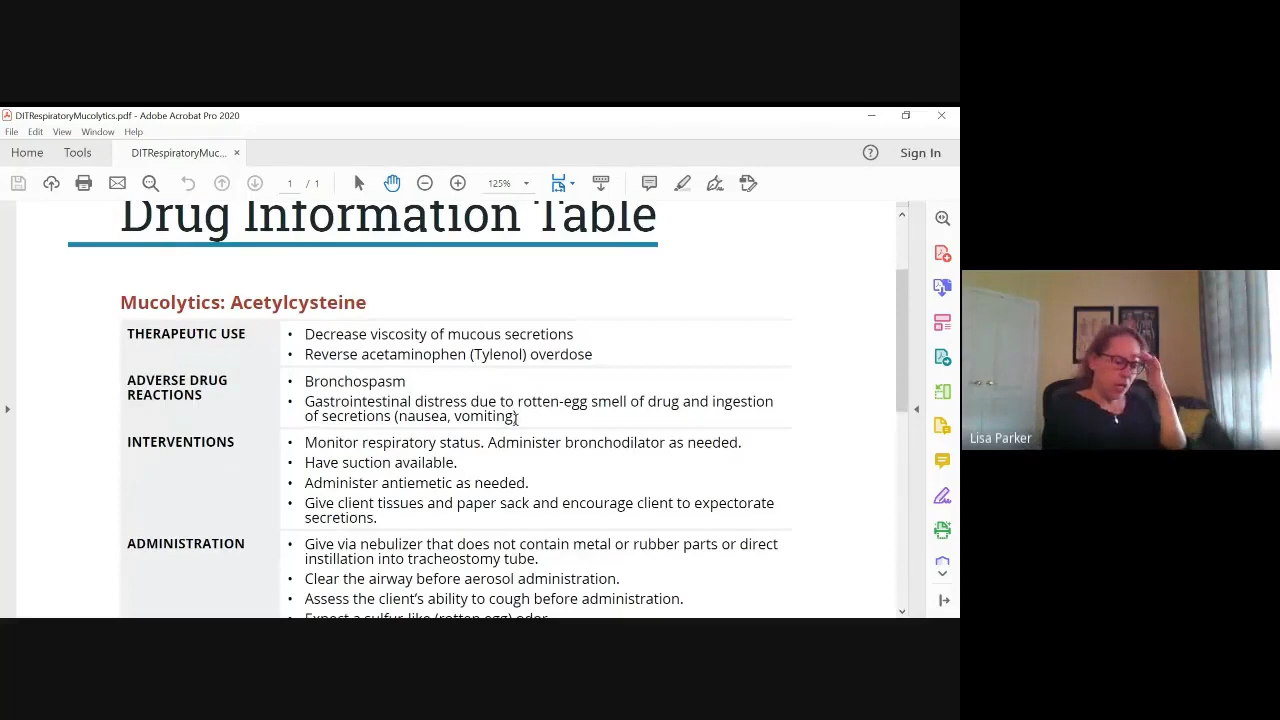 DITRespiratoryMucolytics.pdf - Adobe Acrobat Pro 2020
File Edit View Window Help
Home Tools DITRespiratoryMuc... × Sign In
1 / 1 125%
Drug Information Table
Mucolytics: Acetylcysteine
THERAPEUTIC USE
• Decrease viscosity of mucous secretions
• Reverse acetaminophen (Tylenol) overdose
ADVERSE DRUG
REACTIONS
• Bronchospasm
• Gastrointestinal distress due to rotten-egg smell of drug and ingestion
of secretions (nausea, vomiting)
INTERVENTIONS
• Monitor respiratory status. Administer bronchodilator as needed.
• Have suction available.
• Administer antiemetic as needed.
• Give client tissues and paper sack and encourage client to expectorate
secretions.
ADMINISTRATION
• Give via nebulizer that does not contain metal or rubber parts or direct
instillation into tracheostomy tube.
• Clear the airway before aerosol administration.
• Assess the client's ability to cough before administration.
• Expect a sulfur-like (rotten egg) odor.
Lisa Parker